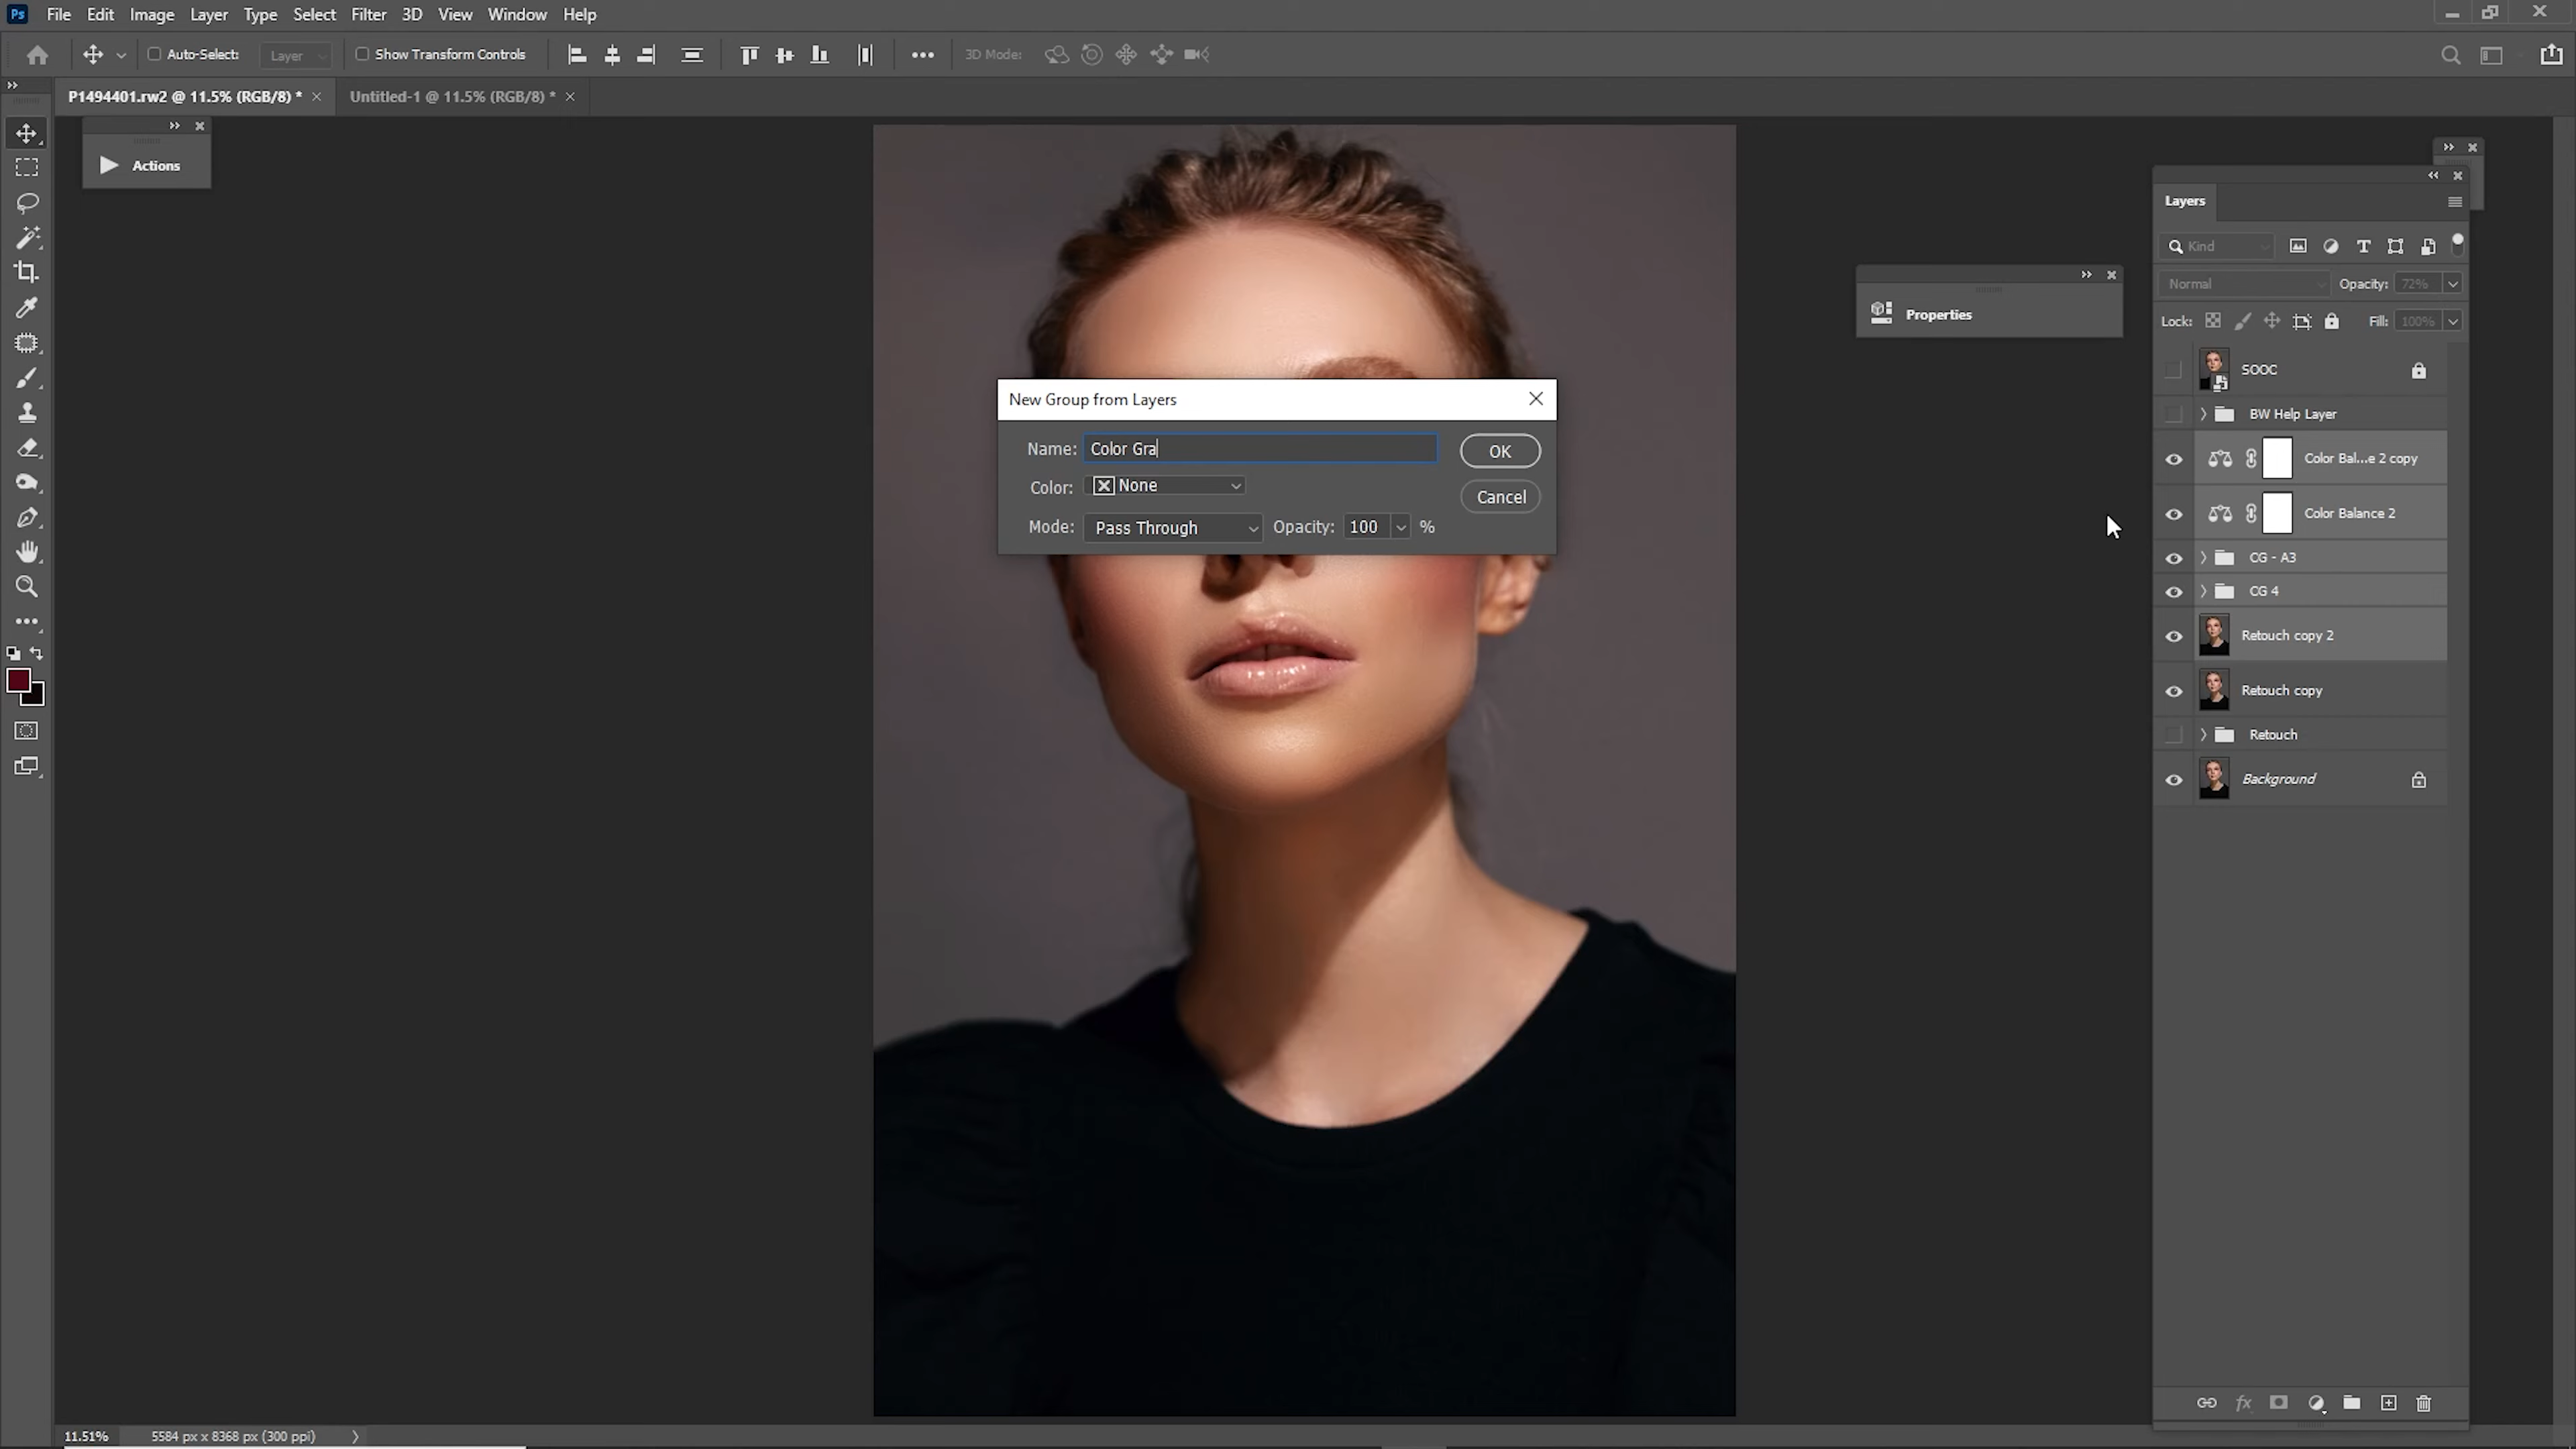 Ps File Edit Image Layer Type Select Filter 3D View Window Help
Auto-Select: Layer Show Transform Controls 3D Mode:
P1494401.rw2 @ 11.5% (RGB/8) * Untitled-1 @ 11.5% (RGB/8) *
Actions
New Group from Layers
Name: Color Gra
OK
Color: None
Cancel
Mode: Pass Through Opacity: 100 %
Properties
Layers
Kind
Normal Opacity: 72%
Lock: Fill: 100%
SOOC
BW Help Layer
Color Bal...e 2 copy
Color Balance 2
CG - A3
CG 4
Retouch copy 2
Retouch copy
Retouch
Background
fx
11.51% 5584 px x 8368 px (300 ppi)